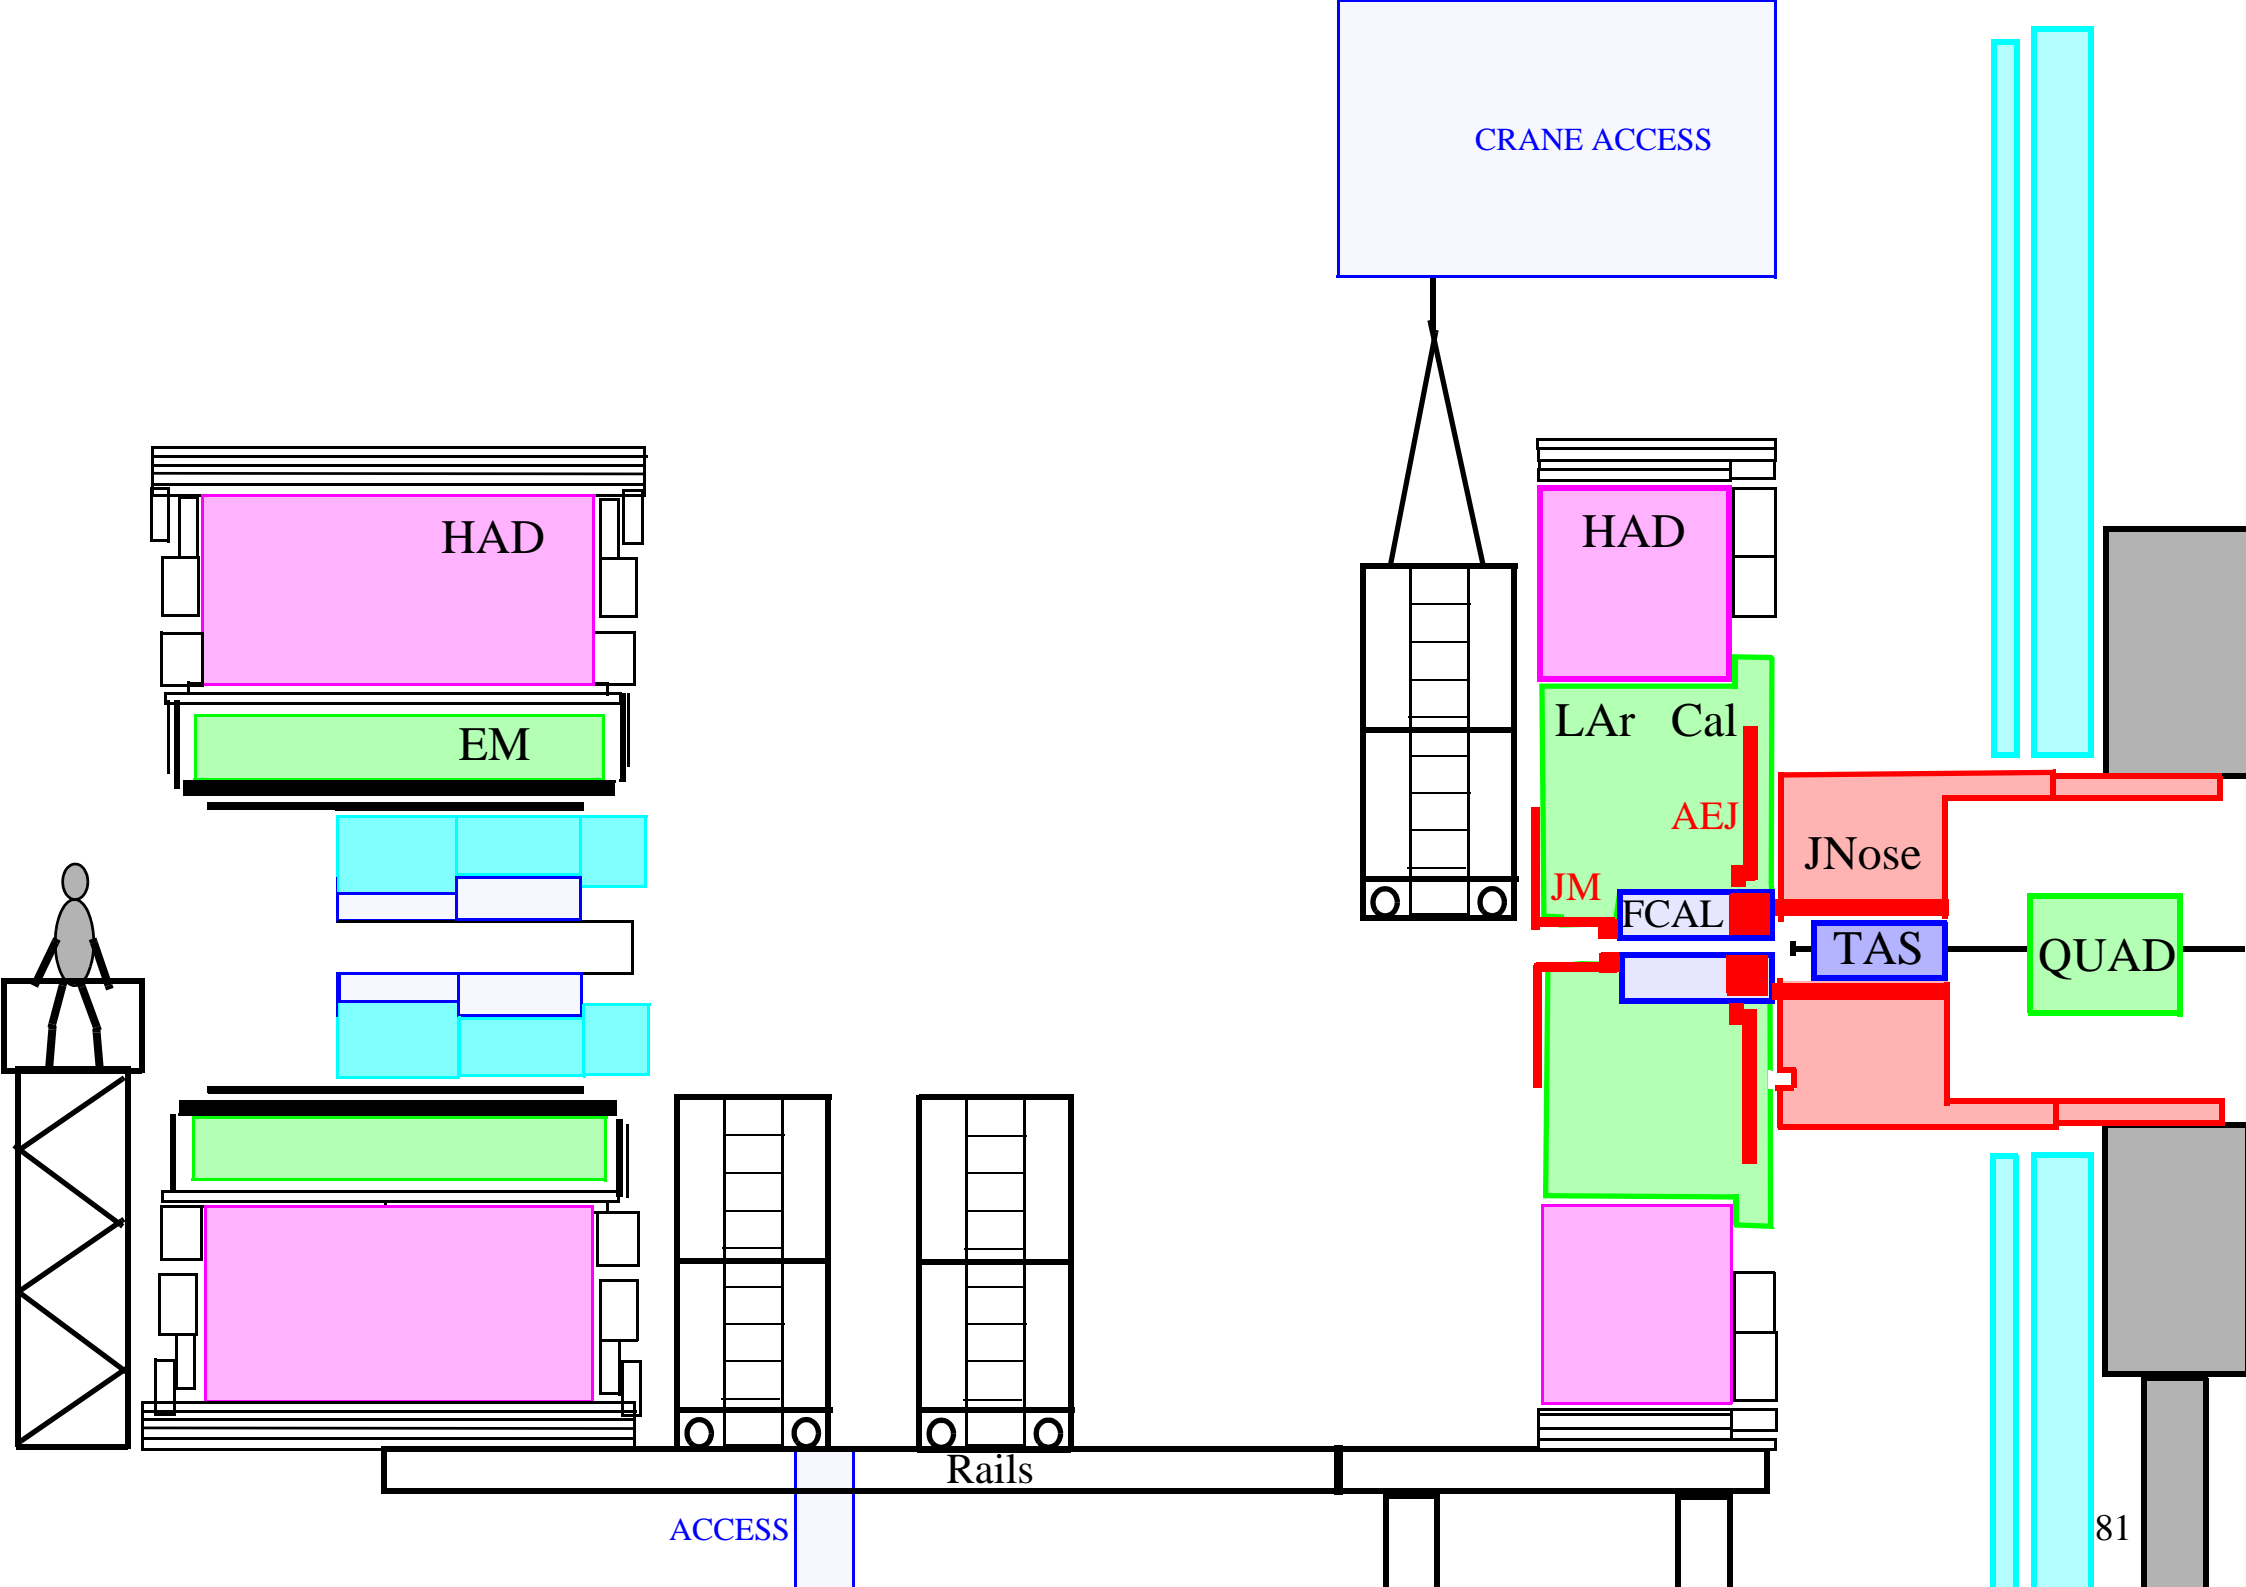 CRANE ACCESS
HAD
HAD
EM
LAr Cal
AEJ
JM
FCAL
JNose
TAS
QUAD
Rails
ACCESS
81